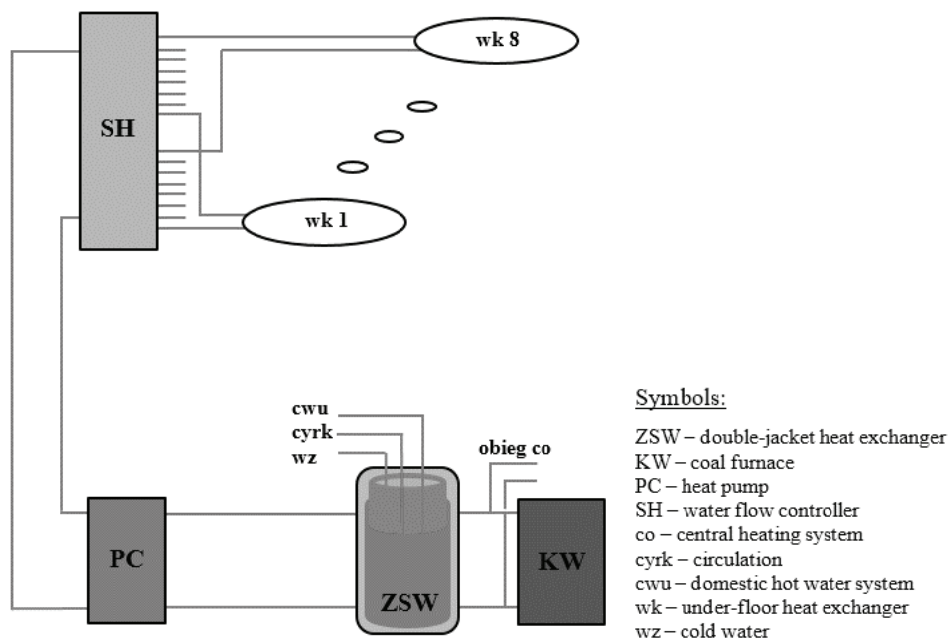 wk 8
SH
wk 1
cwu
cyrk
wz
obieg co
PC
ZSW
KW
Symbols:
ZSW – double-jacket heat exchanger
KW – coal furnace
PC – heat pump
SH – water flow controller
co – central heating system
cyrk – circulation
cwu – domestic hot water system
wk – under-floor heat exchanger
wz – cold water